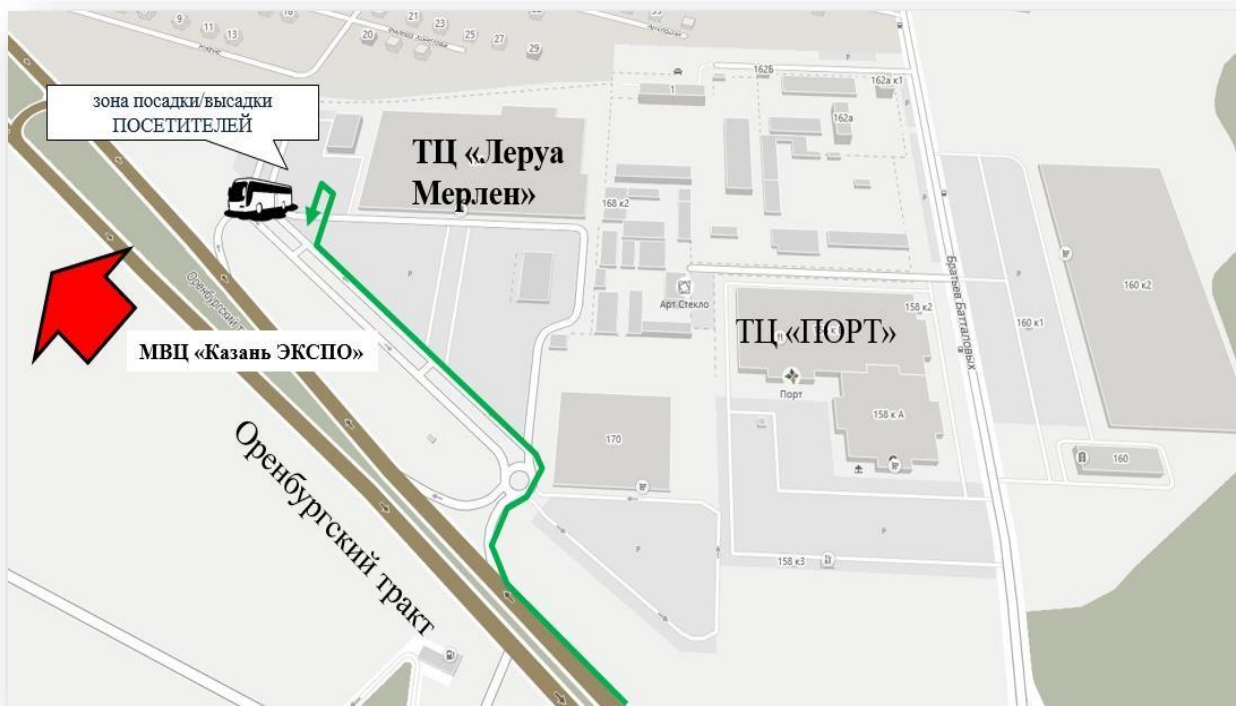 21
23
9
11
13
20
25
27
29
162Б
1
162а к1
162а
зона посадки/высадки
ПОСЕТИТЕЛЕЙ
ТЦ «Леруа
Мерлен»
168 к2
P
P
P
Арт Стекло
158 к2
ТЦ «ПОРТ»
Порт
158 к А
Братьев Батталовых
160 к1
160 к2
160
МВЦ «Казань ЭКСПО»
Оренбургский тракт
170
P
P
158 к3